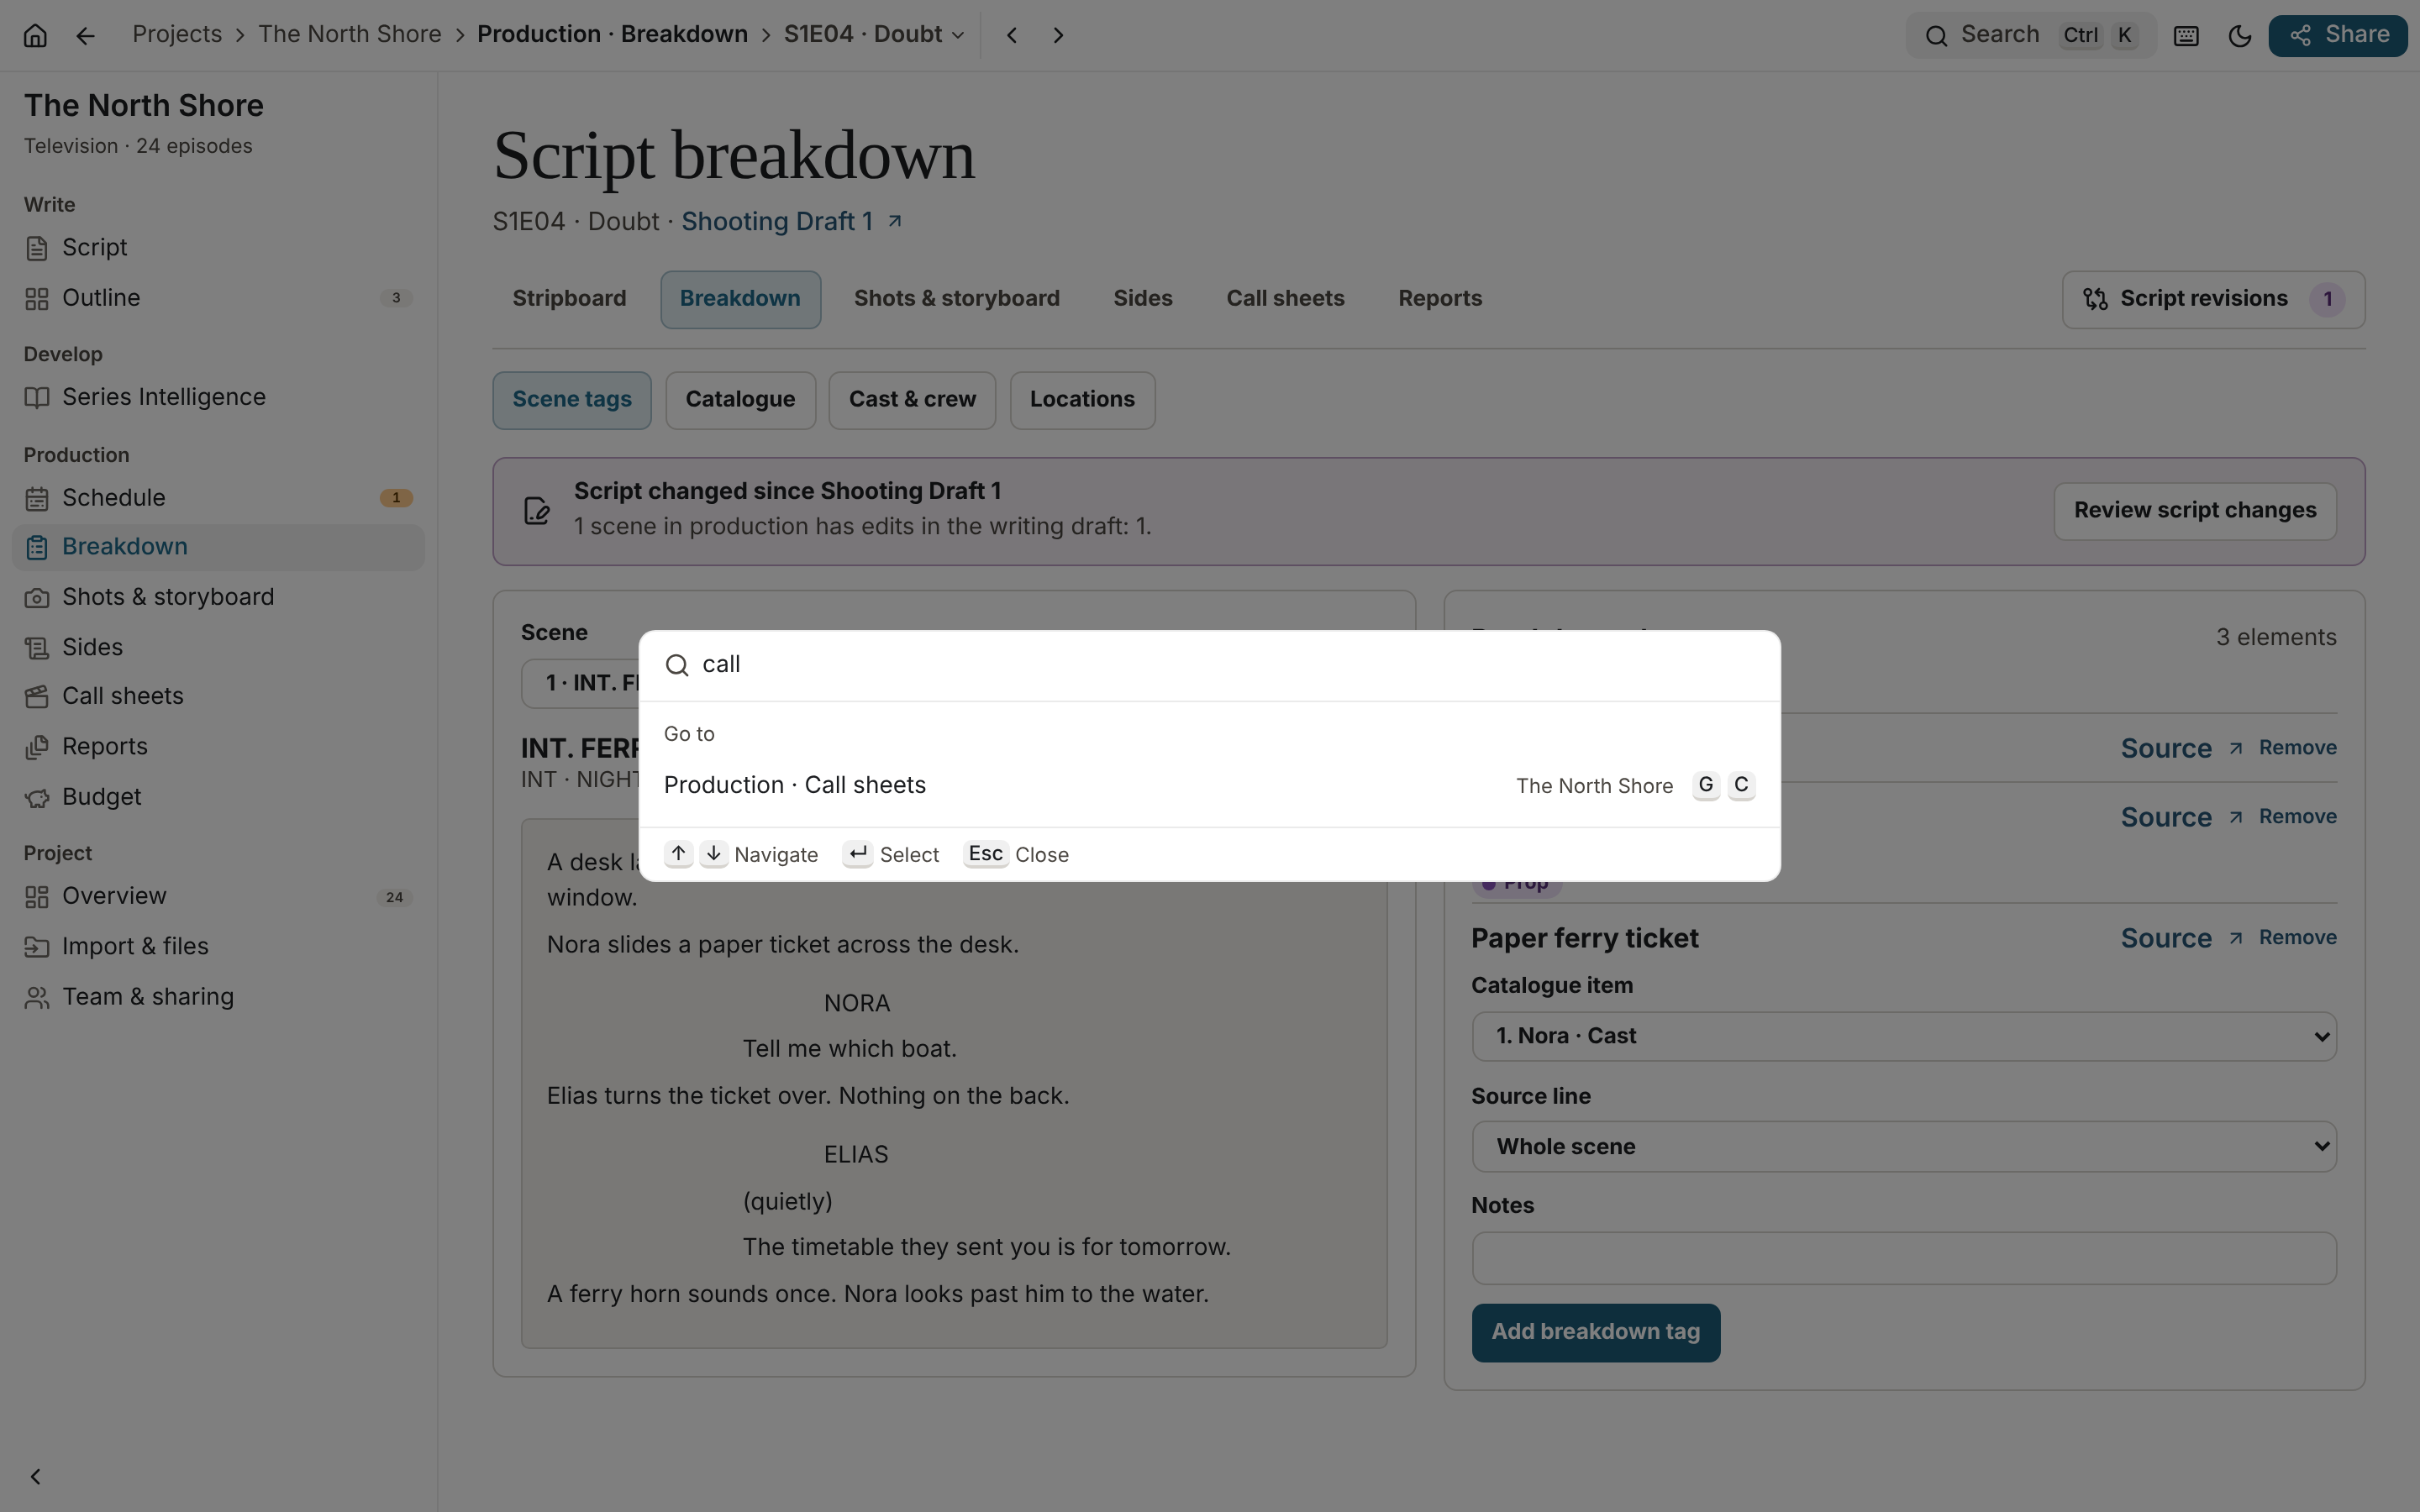 Projects > The North Shore > Production · Breakdown > S1E04 · Doubt
Search Ctrl K
Share
The North Shore
Television · 24 episodes
Write
Script
Outline 3
Develop
Series Intelligence
Production
Schedule 1
Breakdown
Shots & storyboard
Sides
Call sheets
Reports
Budget
Project
Overview 24
Import & files
Team & sharing
Script breakdown
S1E04 · Doubt · Shooting Draft 1
Stripboard Breakdown Shots & storyboard Sides Call sheets Reports
Script revisions 1
Scene tags Catalogue Cast & crew Locations
Script changed since Shooting Draft 1
1 scene in production has edits in the writing draft: 1.
Review script changes
call
Go to
Production · Call sheets The North Shore G C
↑ ↓ Navigate ↵ Select Esc Close
Scene
1 · INT.
INT.
INT · NIGHT
A desk
window.
Nora slides a paper ticket across the desk.
NORA
Tell me which boat.
Elias turns the ticket over. Nothing on the back.
ELIAS
(quietly)
The timetable they sent you is for tomorrow.
A ferry horn sounds once. Nora looks past him to the water.
3 elements
Source Remove
Source Remove
Prop
Paper ferry ticket Source Remove
Catalogue item
1. Nora · Cast
Source line
Whole scene
Notes
Add breakdown tag